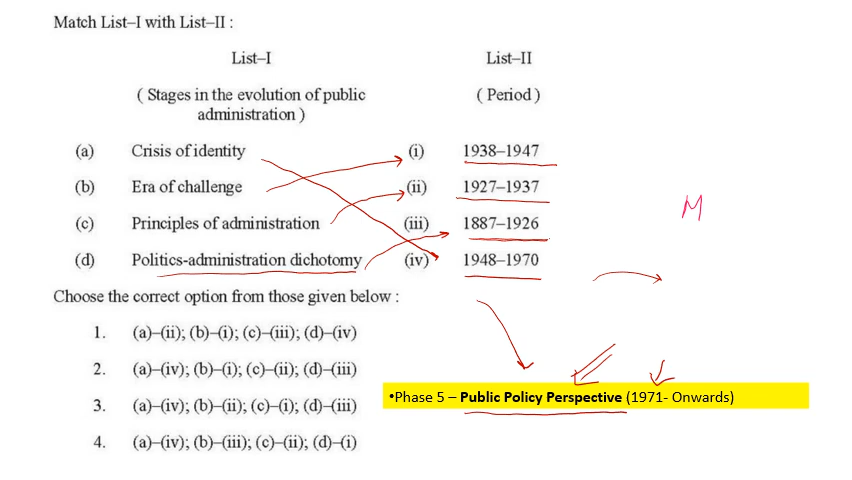 Match List–I with List–II :
List–I List–II
( Stages in the evolution of public ( Period )
administration )
(a) Crisis of identity (i) 1938–1947
(b) Era of challenge (ii) 1927–1937
(c) Principles of administration (iii) 1887–1926
(d) Politics-administration dichotomy (iv) 1948–1970
M
Choose the correct option from those given below :
1. (a)–(ii); (b)–(i); (c)–(iii); (d)–(iv)
2. (a)–(iv); (b)–(i); (c)–(ii); (d)–(iii)
3. (a)–(iv); (b)–(ii); (c)–(i); (d)–(iii)
•Phase 5 – Public Policy Perspective (1971- Onwards)
4. (a)–(iv); (b)–(iii); (c)–(ii); (d)–(i)